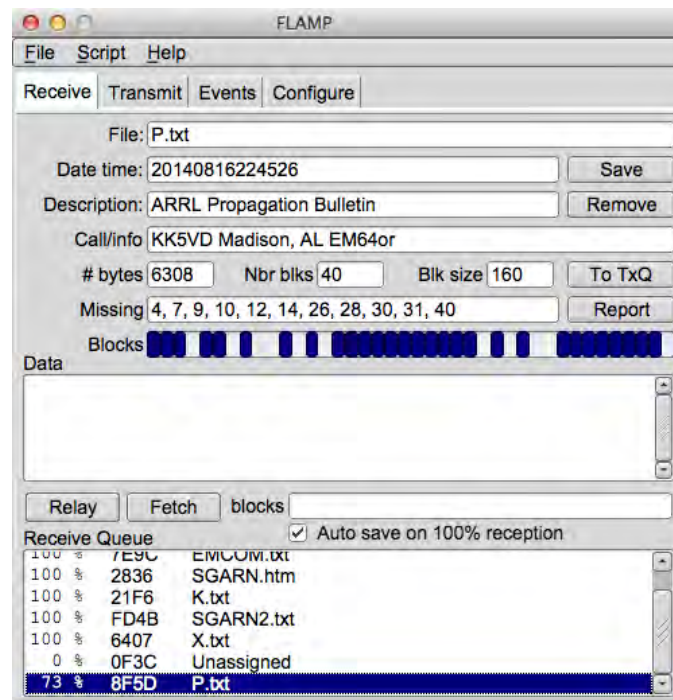 FLAMP
File Script Help
Receive Transmit Events Configure
File: P.txt
Date time: 20140816224526 Save
Description: ARRL Propagation Bulletin Remove
Call/info KK5VD Madison, AL EM64or
# bytes 6308 Nbr blks 40 Blk size 160 To TxQ
Missing 4, 7, 9, 10, 12, 14, 26, 28, 30, 31, 40 Report
Blocks
Data
Relay Fetch blocks
Auto save on 100% reception
Receive Queue
100 % 7E9C EMCOM.txt
100 % 2836 SGARN.htm
100 % 21F6 K.txt
100 % FD4B SGARN2.txt
100 % 6407 X.txt
0 % 0F3C Unassigned
73 % 8F5D P.txt